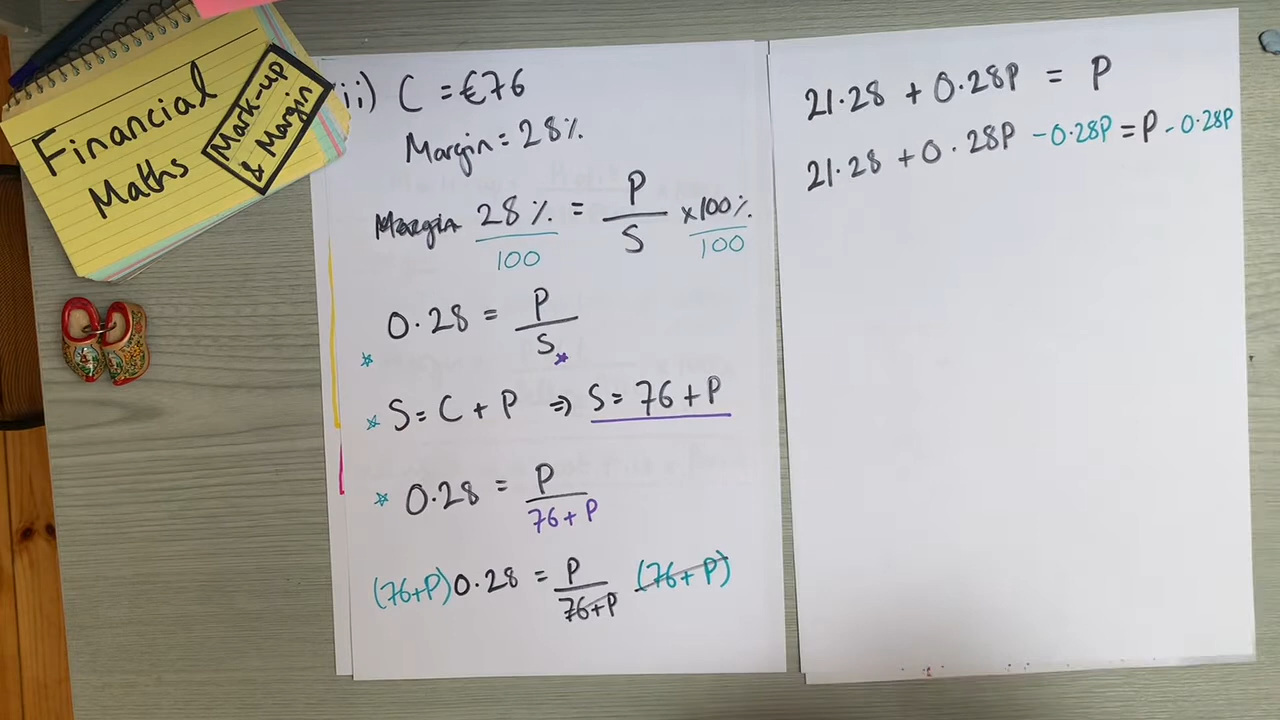 Financial
Maths
Mark-up
& Margin
ii) C = €76
Margin = 28%
Margin 28% / 100 = P / S × 100% / 100
0.28 = P / S *
* S = C + P ⇒ S = 76 + P
* 0.28 = P / 76 + P
(76+P) 0.28 = P / 76+P (76+P)
21.28 + 0.28P = P
21.28 + 0.28P - 0.28P = P - 0.28P